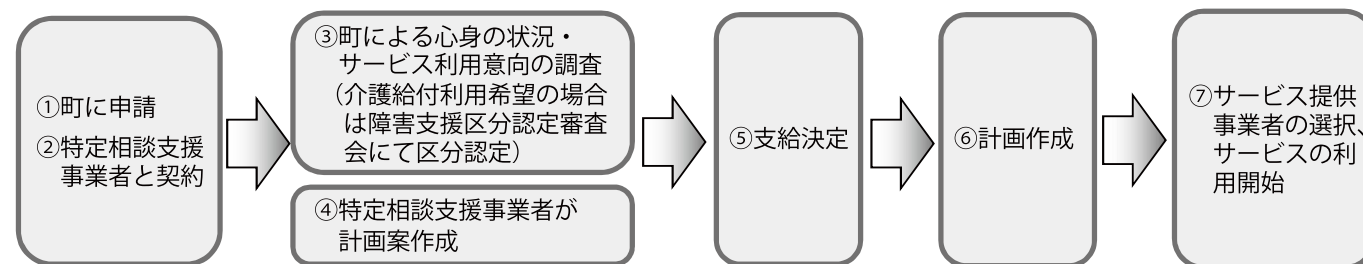 ①町に申請
②特定相談支援
事業者と契約
③町による心身の状況・
サービス利用意向の調査
（介護給付利用希望の場合
は障害支援区分認定審査
会にて区分認定）
④特定相談支援事業者が
計画案作成
⑤支給決定
⑥計画作成
⑦サービス提供
事業者の選択、
サービスの利
用開始